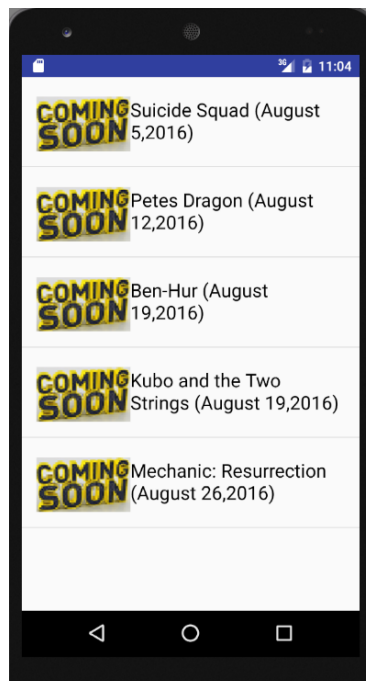 3G 11:04
COMING
SOON
Suicide Squad (August
5,2016)
COMING
SOON
Petes Dragon (August
12,2016)
COMING
SOON
Ben-Hur (August
19,2016)
COMING
SOON
Kubo and the Two
Strings (August 19,2016)
COMING
SOON
Mechanic: Resurrection
(August 26,2016)